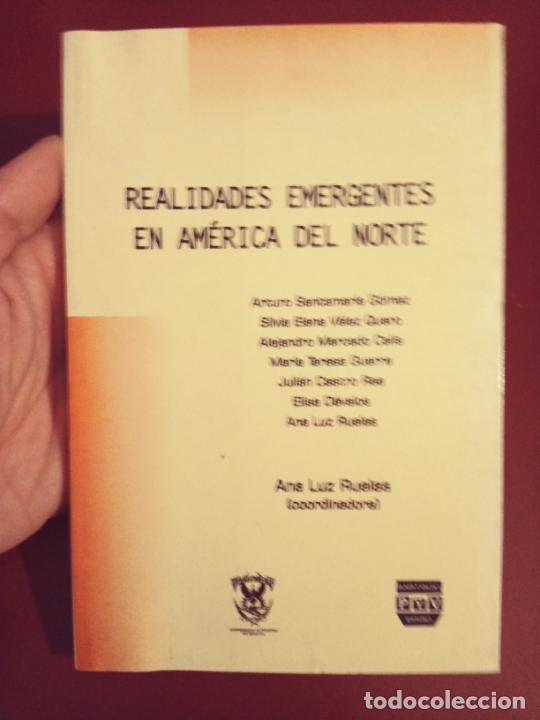 REALIDADES EMERGENTES
EN AMÉRICA DEL NORTE
Arturo Santamaría Gómez
Silvia Elena Vélez Quero
Alejandro Mercado Celis
María Teresa Guerra
Julián Castro Rea
Elisa Dávalos
Ana Luz Ruelas
Ana Luz Ruelas
(coordinadora)
P y V
todocoleccion